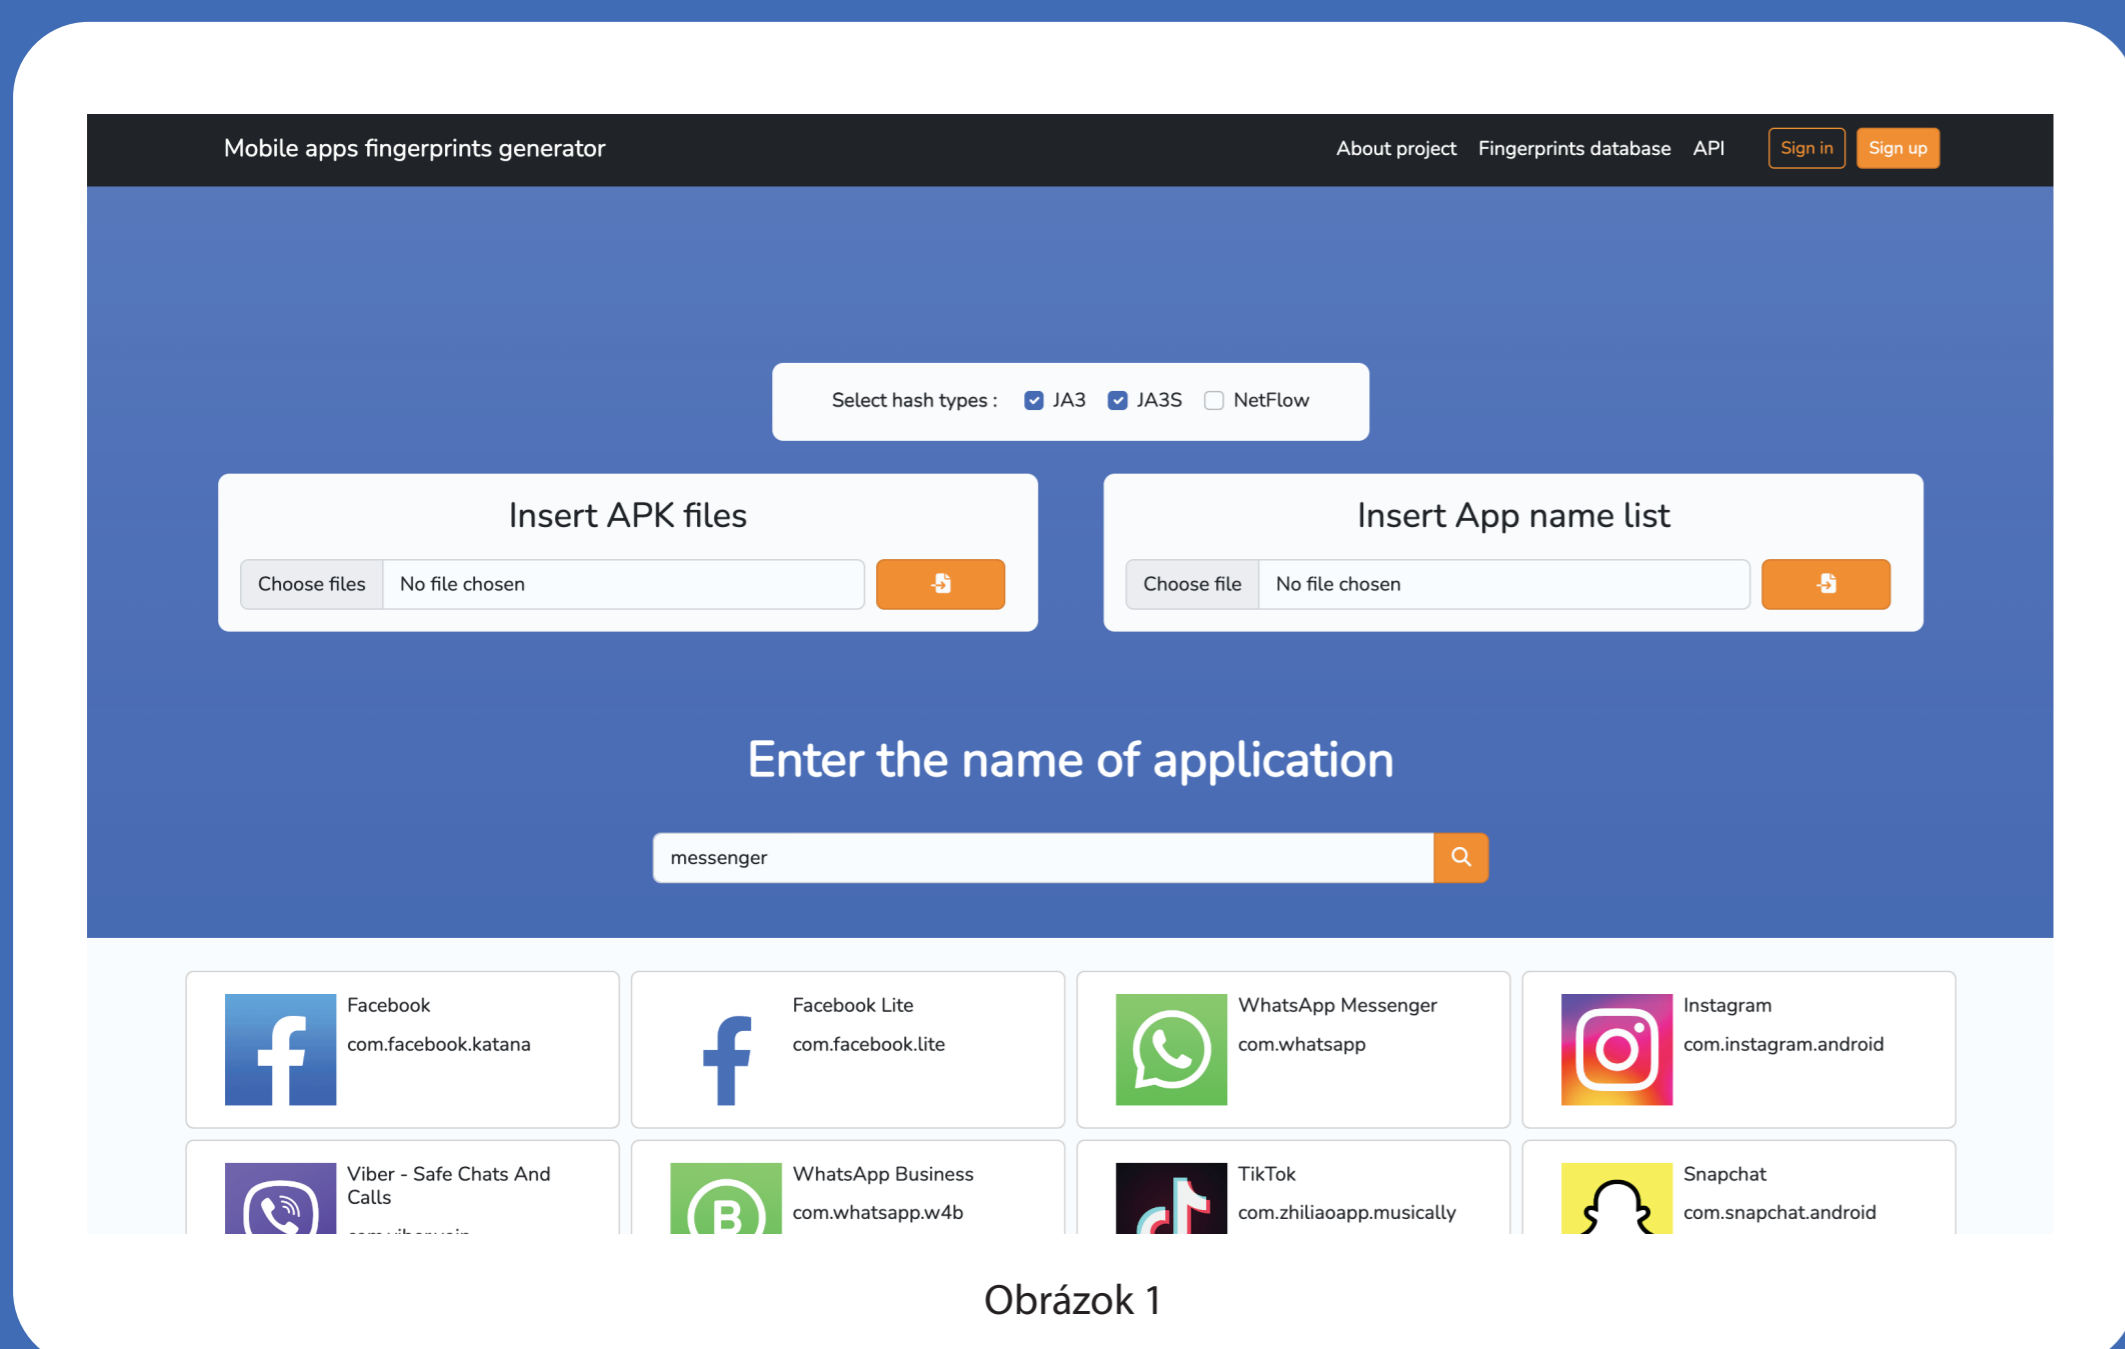 Mobile apps fingerprints generator
About project Fingerprints database API Sign in Sign up
Select hash types : JA3 JA3S NetFlow
Insert APK files
Choose files No file chosen
Insert App name list
Choose file No file chosen
Enter the name of application
messenger
Facebook
com.facebook.katana
Facebook Lite
com.facebook.lite
WhatsApp Messenger
com.whatsapp
Instagram
com.instagram.android
Viber - Safe Chats And
Calls
WhatsApp Business
com.whatsapp.w4b
TikTok
com.zhiliaoapp.musically
Snapchat
com.snapchat.android
Obrázok 1